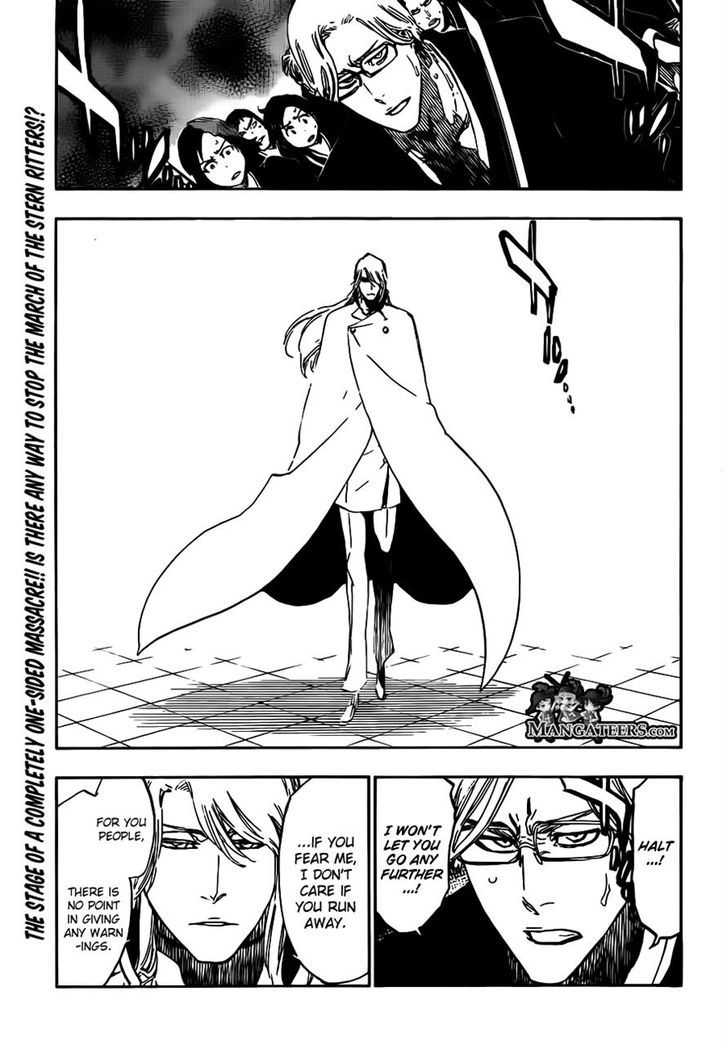 THE STAGE OF A COMPLETELY ONE-SIDED MASSACRE!! IS THERE ANY WAY TO STOP THE MARCH OF THE STERN RITTERS!?
MANGATEERS.COM
HALT
...!
I WON'T
LET YOU
GO ANY
FURTHER
...!
...IF YOU
FEAR ME,
I DON'T
CARE IF
YOU RUN
AWAY.
FOR YOU
PEOPLE,
THERE IS
NO POINT
IN GIVING
ANY WARN
-INGS.